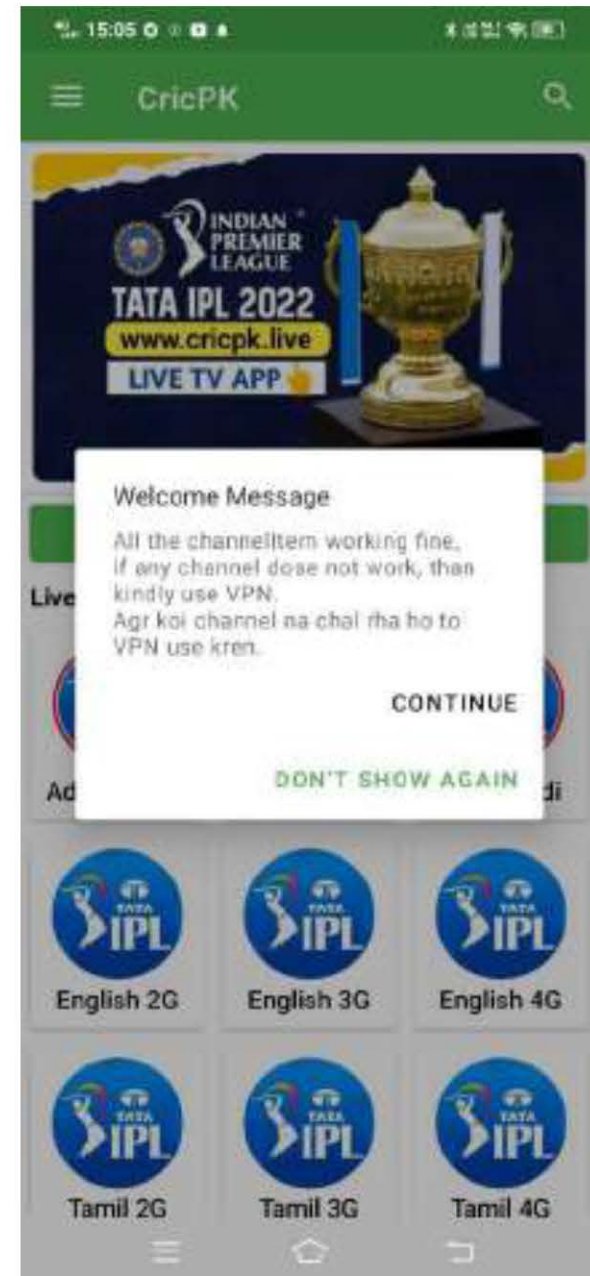 15:05
CricPK
INDIAN
PREMIER
LEAGUE
TATA IPL 2022
www.cricpk.live
LIVE TV APP
Welcome Message
All the channelItem working fine,
if any channel dose not work, than
kindly use VPN.
Agr koi channel na chal rha ho to
VPN use kren.
CONTINUE
DON'T SHOW AGAIN
Live
Ad
di
TATA
IPL
TATA
IPL
TATA
IPL
English 2G
English 3G
English 4G
TATA
IPL
TATA
IPL
TATA
IPL
Tamil 2G
Tamil 3G
Tamil 4G